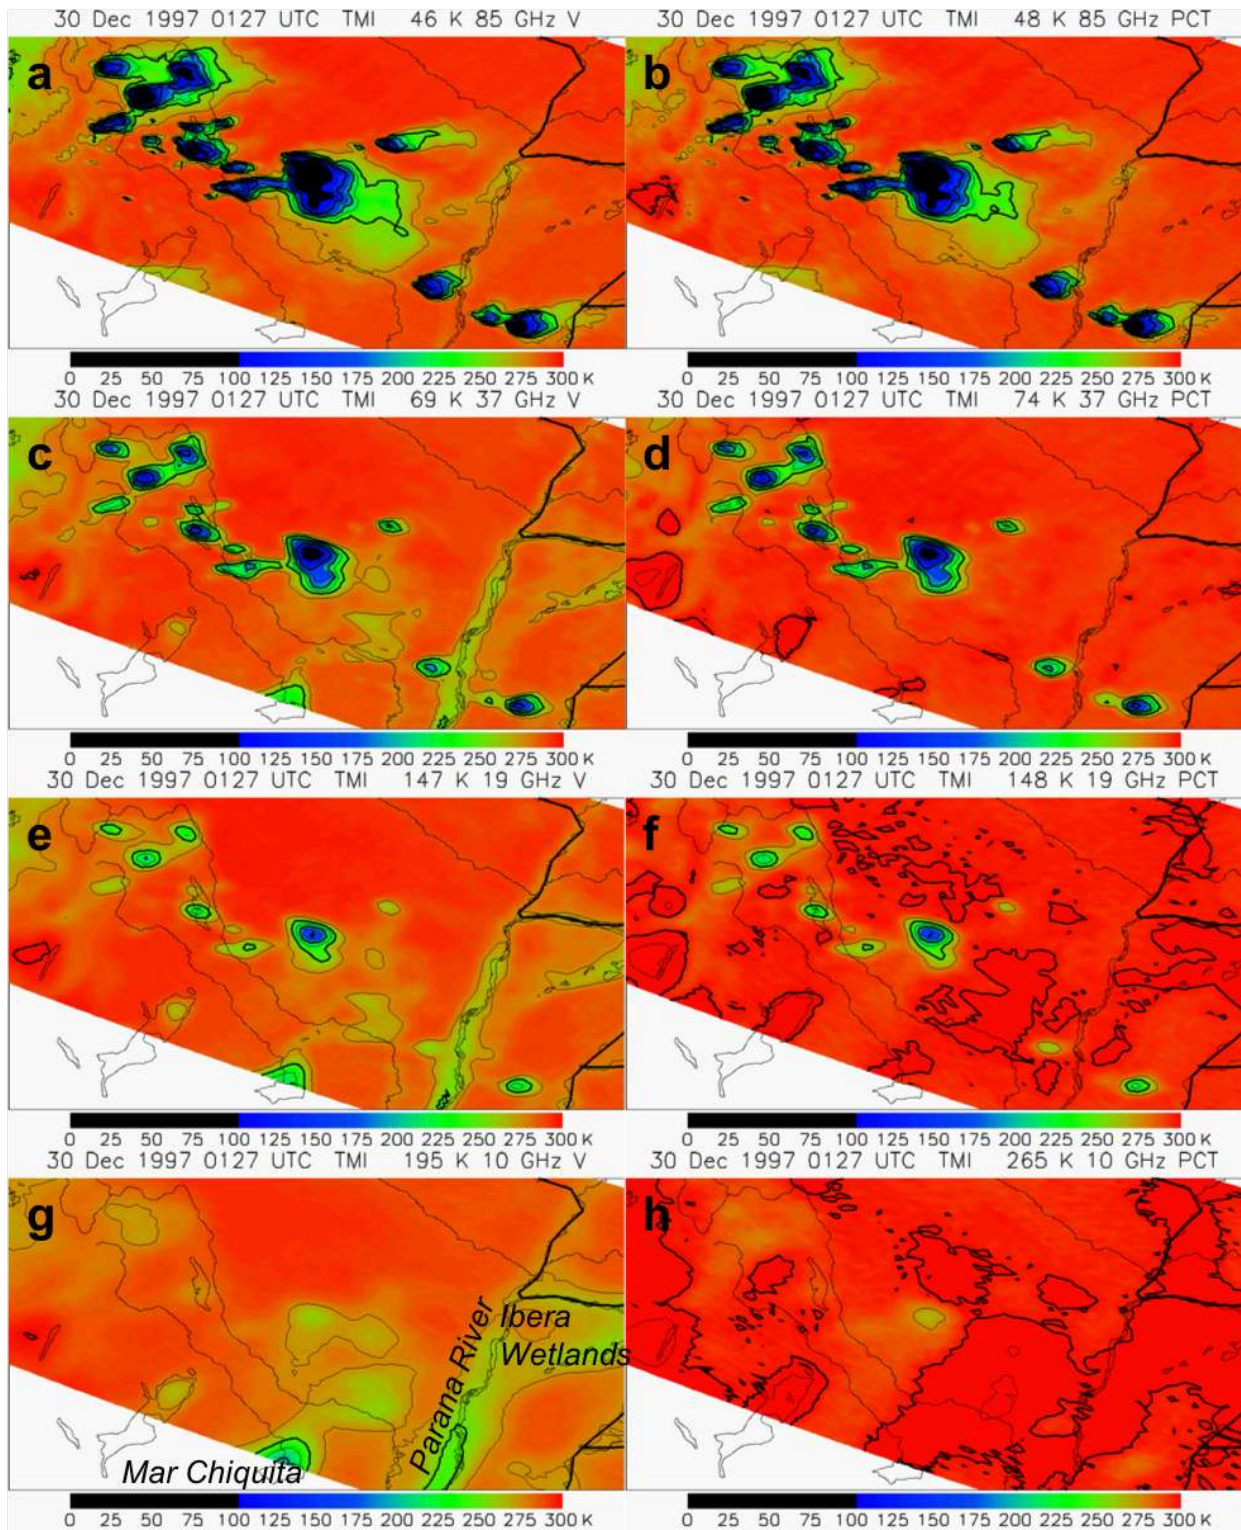 30 Dec 1997 0127 UTC TMI 46 K 85 GHz V
30 Dec 1997 0127 UTC TMI 48 K 85 GHz PCT
a
b
0 25 50 75 100 125 150 175 200 225 250 275 300 K
0 25 50 75 100 125 150 175 200 225 250 275 300 K
30 Dec 1997 0127 UTC TMI 69 K 37 GHz V
30 Dec 1997 0127 UTC TMI 74 K 37 GHz PCT
c
d
0 25 50 75 100 125 150 175 200 225 250 275 300 K
0 25 50 75 100 125 150 175 200 225 250 275 300 K
30 Dec 1997 0127 UTC TMI 147 K 19 GHz V
30 Dec 1997 0127 UTC TMI 148 K 19 GHz PCT
e
f
0 25 50 75 100 125 150 175 200 225 250 275 300 K
0 25 50 75 100 125 150 175 200 225 250 275 300 K
30 Dec 1997 0127 UTC TMI 195 K 10 GHz V
30 Dec 1997 0127 UTC TMI 265 K 10 GHz PCT
g
h
Parana River
Ibera
Wetlands
Mar Chiquita
0 25 50 75 100 125 150 175 200 225 250 275 300 K
0 25 50 75 100 125 150 175 200 225 250 275 300 K